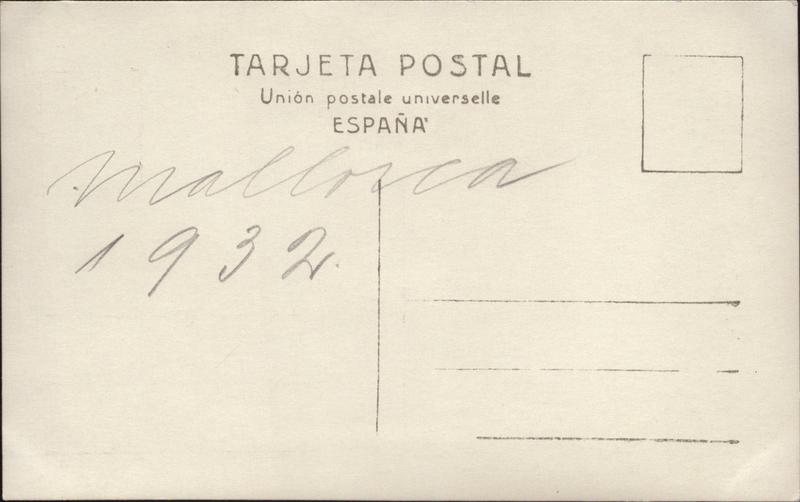 TARJETA POSTAL
Unión postale universelle
ESPAÑA
Mallorca
1932.